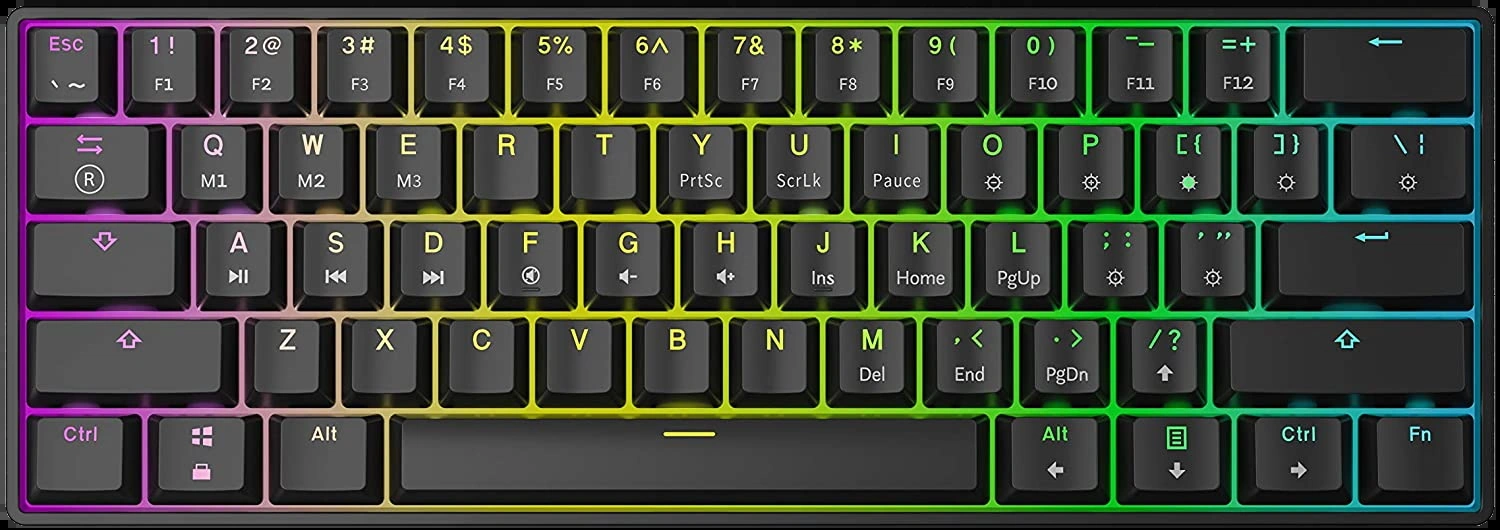 Esc 1! 2@ 3# 4$ 5% 6^ 7& 8* 9( 0) -_ =+
`~ F1 F2 F3 F4 F5 F6 F7 F8 F9 F10 F11 F12
Q W E R T Y U I O P [{ ]} \|
R M1 M2 M3 PrtSc ScrLk Pauce
A S D F G H J K L ;: '"
Ins Home PgUp
Z X C V B N M ,< .> /?
Del End PgDn
Ctrl Alt Alt Ctrl Fn